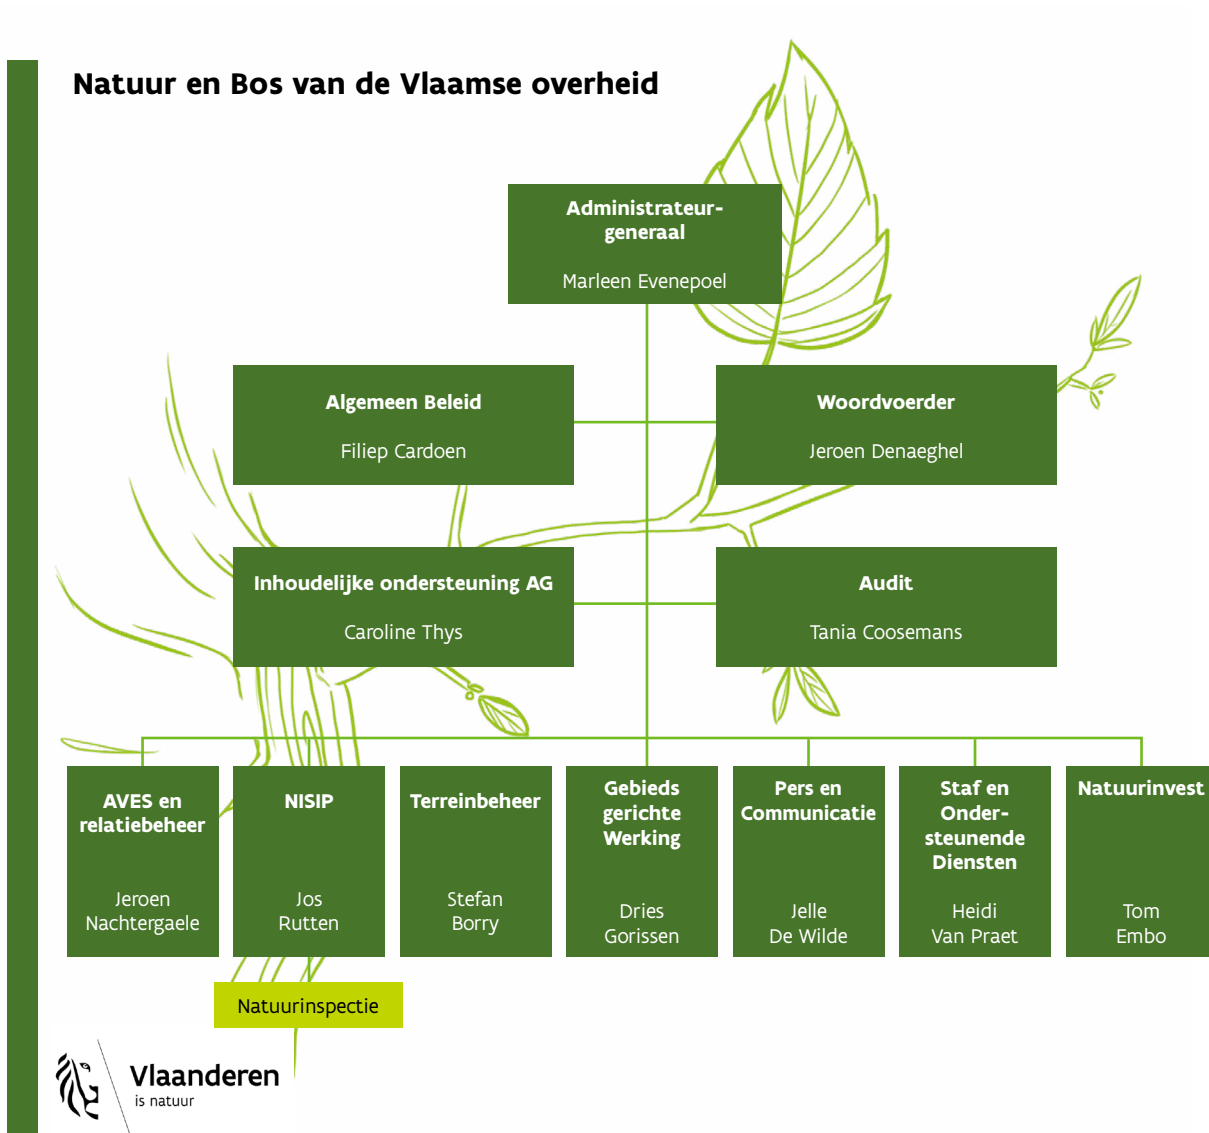 Natuur en Bos van de Vlaamse overheid
Administrateur-
generaal
Marleen Evenepoel
Algemeen Beleid
Filiep Cardoen
Woordvoerder
Jeroen Denaeghel
Inhoudelijke ondersteuning AG
Caroline Thys
Audit
Tania Coosemans
AVES en
relatiebeheer
Jeroen
Nachtergaele
NISIP
Jos
Rutten
Terreinbeheer
Stefan
Borry
Gebieds
gerichte
Werking
Dries
Gorissen
Pers en
Communicatie
Jelle
De Wilde
Staf en
Onder-
steunende
Diensten
Heidi
Van Praet
Natuurinvest
Tom
Embo
Natuurinspectie
Vlaanderen
is natuur